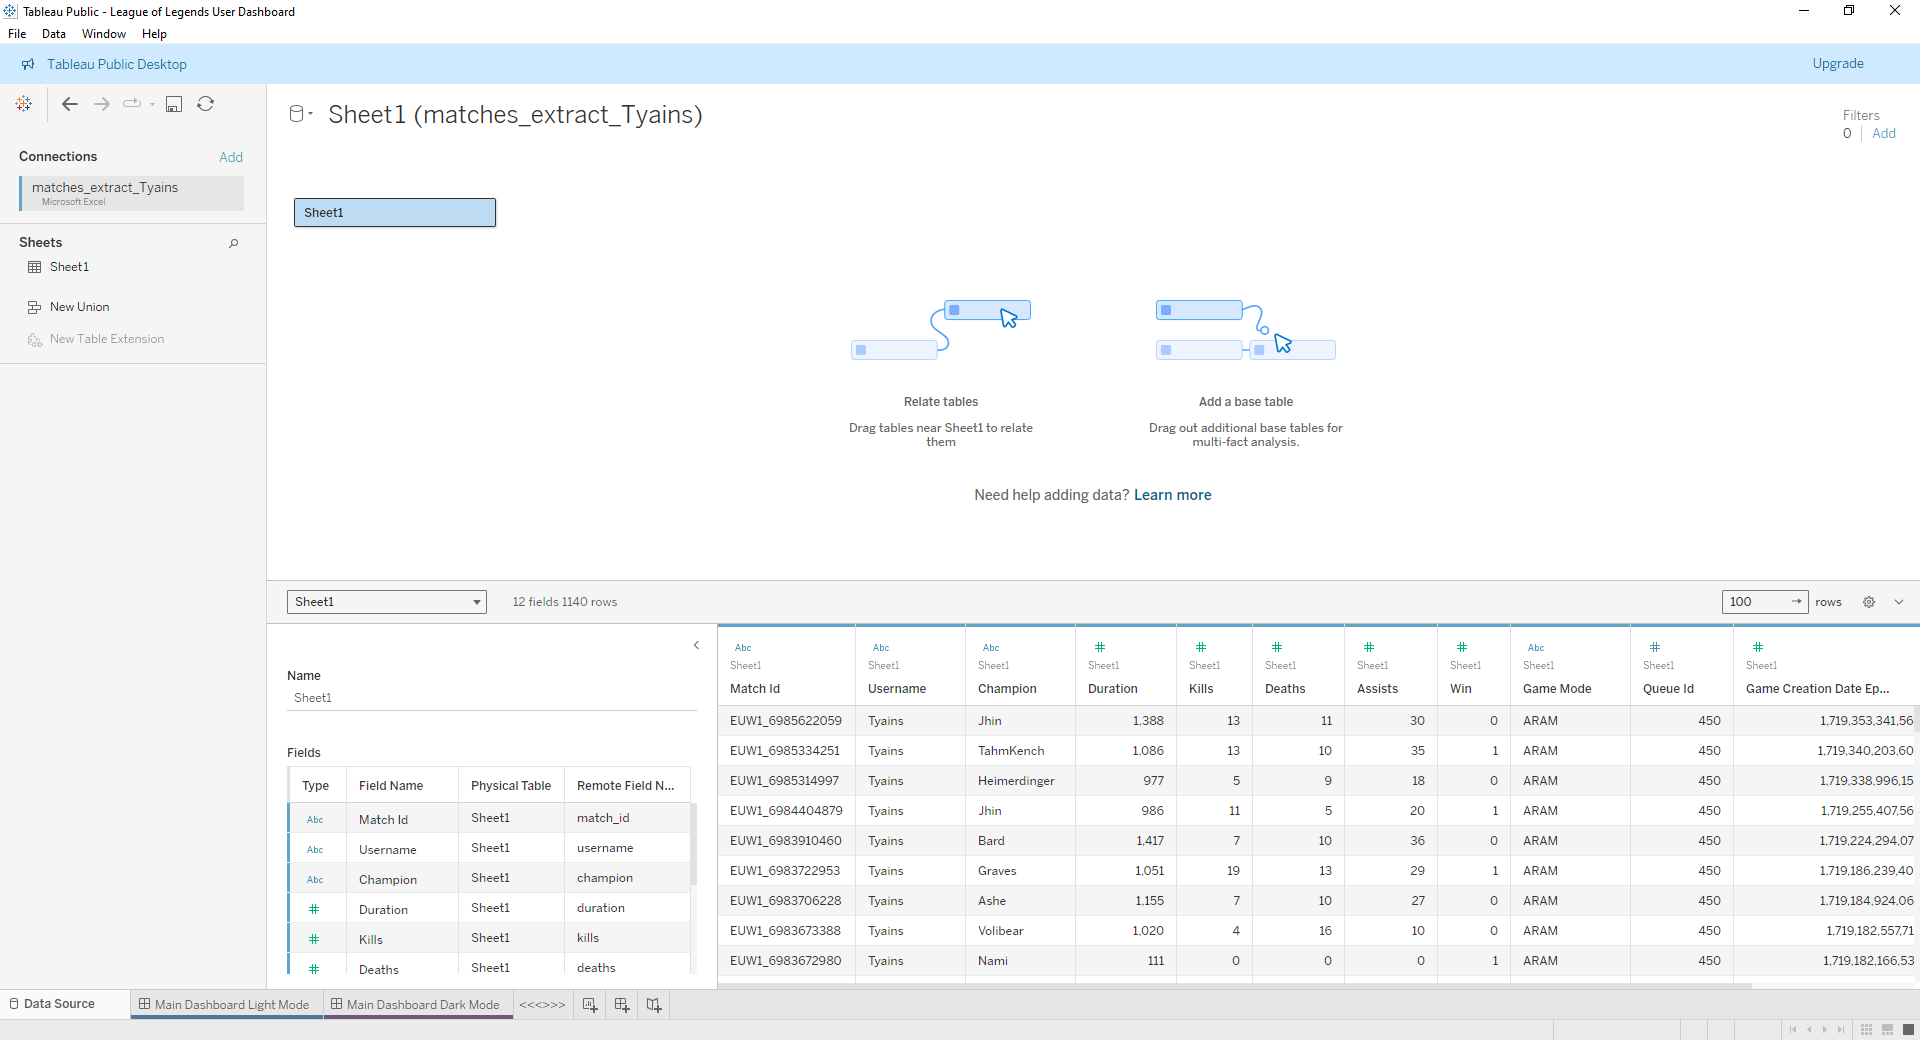 Tableau Public - League of Legends User Dashboard
File Data Window Help
Tableau Public Desktop
Upgrade
Connections
Add
matches_extract_Tyains
Microsoft Excel
Sheets
Sheet1
New Union
New Table Extension
Sheet1 (matches_extract_Tyains)
Filters
0 Add
Sheet1
Relate tables
Drag tables near Sheet1 to relate
them
Add a base table
Drag out additional base tables for
multi-fact analysis.
Need help adding data? Learn more
Sheet1
12 fields 1140 rows
100 → rows
Name
Sheet1
Fields
Type Field Name Physical Table Remote Field N...
Abc Match Id Sheet1 match_id
Abc Username Sheet1 username
Abc Champion Sheet1 champion
# Duration Sheet1 duration
# Kills Sheet1 kills
# Deaths Sheet1 deaths
Abc Abc Abc # # # # # Abc # #
Sheet1 Sheet1 Sheet1 Sheet1 Sheet1 Sheet1 Sheet1 Sheet1 Sheet1 Sheet1 Sheet1
Match Id Username Champion Duration Kills Deaths Assists Win Game Mode Queue Id Game Creation Date Ep...
EUW1_6985622059 Tyains Jhin 1,388 13 11 30 0 ARAM 450 1,719,353,341,56
EUW1_6985334251 Tyains TahmKench 1,086 13 10 35 1 ARAM 450 1,719,340,203,60
EUW1_6985314997 Tyains Heimerdinger 977 5 9 18 0 ARAM 450 1,719,338,996,15
EUW1_6984404879 Tyains Jhin 986 11 5 20 1 ARAM 450 1,719,255,407,56
EUW1_6983910460 Tyains Bard 1,417 7 10 36 0 ARAM 450 1,719,224,294,07
EUW1_6983722953 Tyains Graves 1,051 19 13 29 1 ARAM 450 1,719,186,239,40
EUW1_6983706228 Tyains Ashe 1,155 7 10 27 0 ARAM 450 1,719,184,924,06
EUW1_6983673388 Tyains Volibear 1,020 4 16 10 0 ARAM 450 1,719,182,557,71
EUW1_6983672980 Tyains Nami 111 0 0 0 1 ARAM 450 1,719,182,166,53
Data Source Main Dashboard Light Mode Main Dashboard Dark Mode <<<>>>